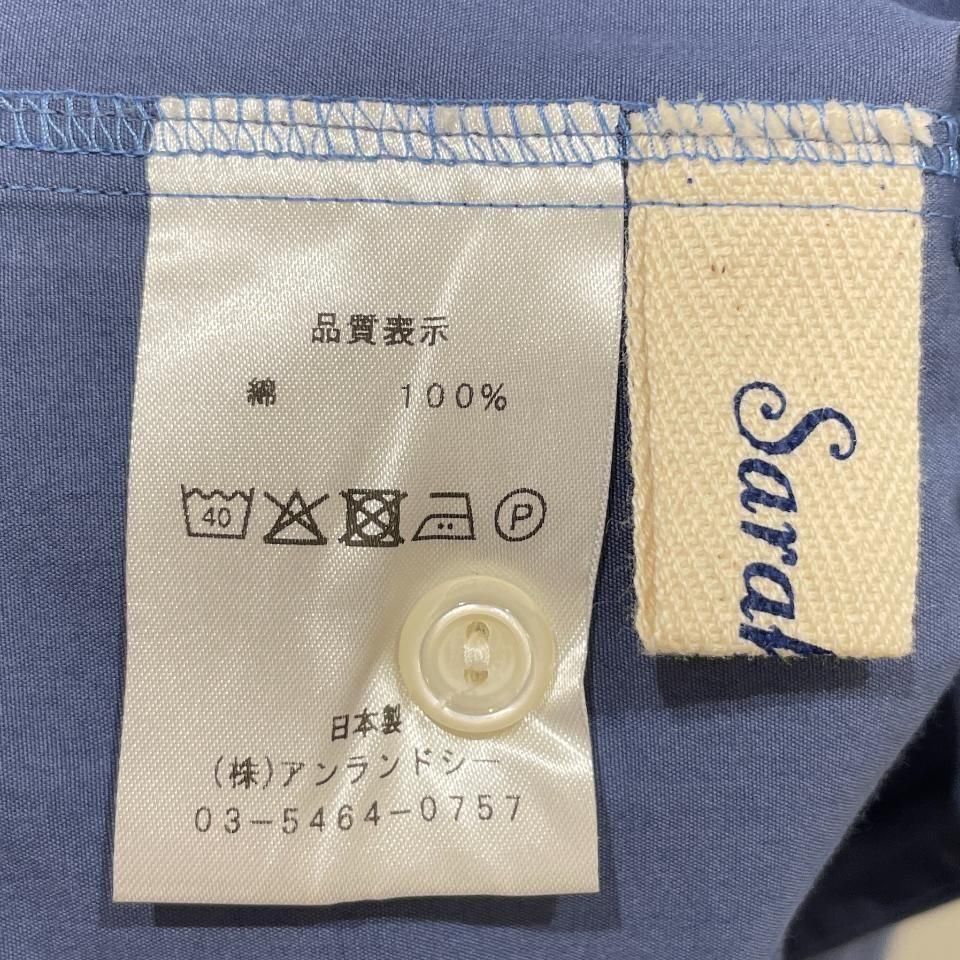 品質表示
綿 100%
40
P
日本製
(株)アンランドシー
03-5464-0757
Sarah